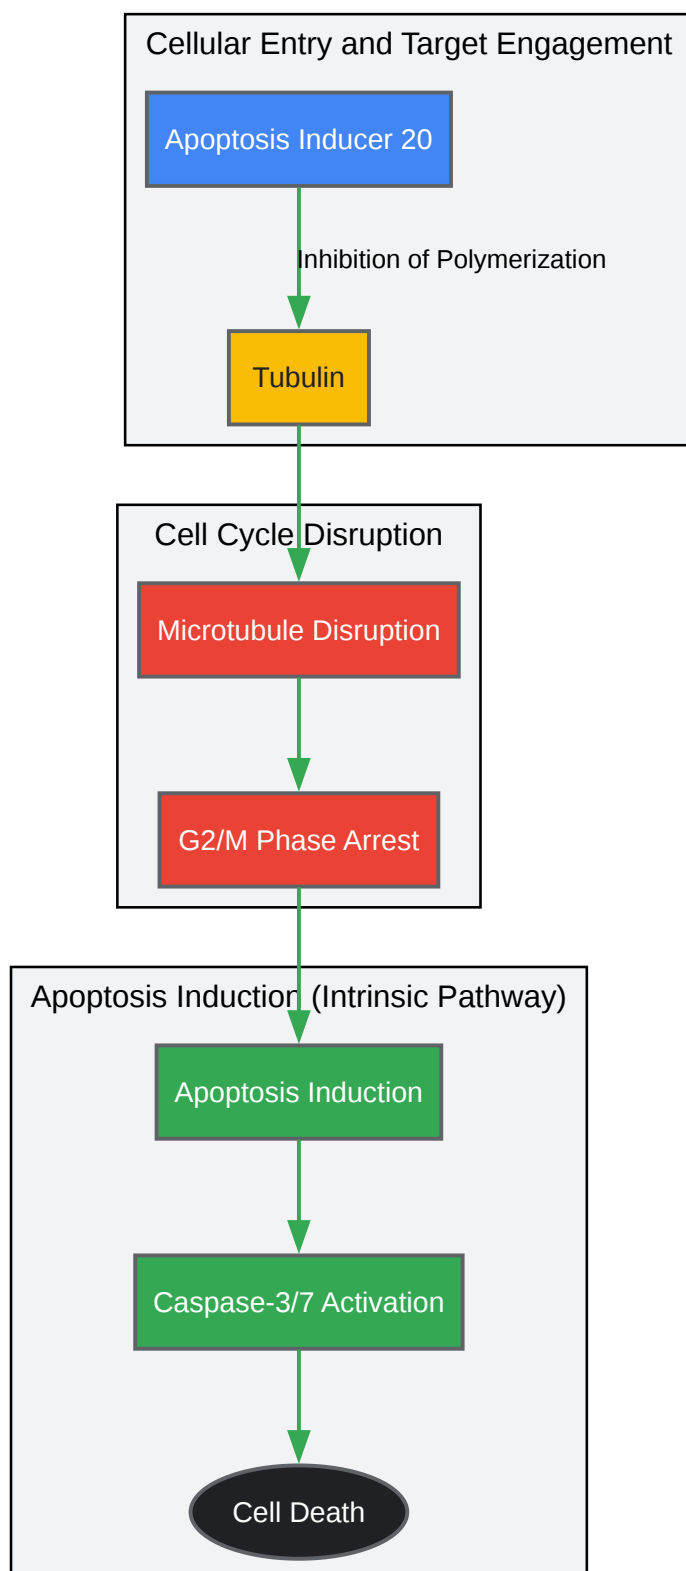 Cellular Entry and Target Engagement
Apoptosis Inducer 20
Inhibition of Polymerization
Tubulin
Cell Cycle Disruption
Microtubule Disruption
G2/M Phase Arrest
Apoptosis Induction (Intrinsic Pathway)
Apoptosis Induction
Caspase-3/7 Activation
Cell Death